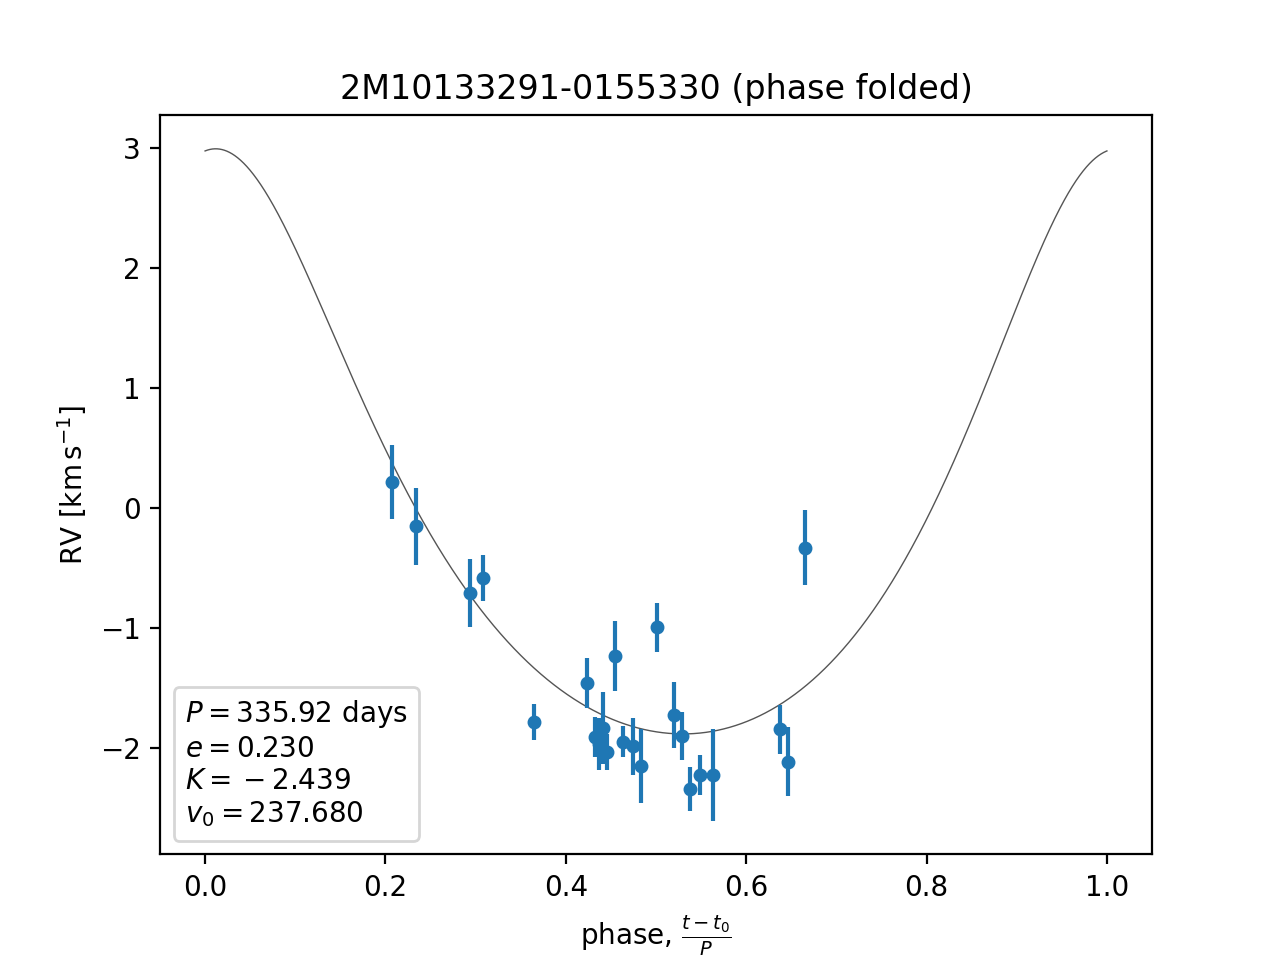 2M10133291-0155330 (phase folded)
RV [km s⁻¹]
3
2
1
0
−1
−2
P = 335.92 days
e = 0.230
K = −2.439
v₀ = 237.680
0.0 0.2 0.4 0.6 0.8 1.0
phase, (t − t₀)/P